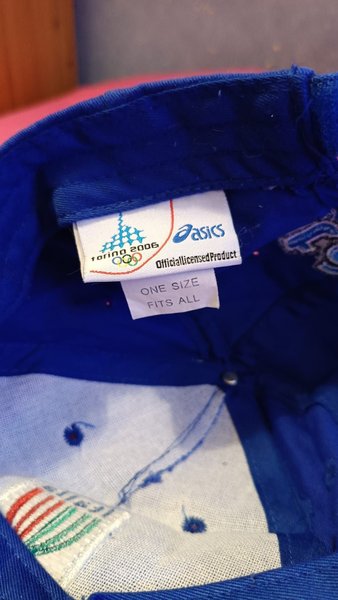 torino 2006
asics
OfficialLicensedProduct
ONE SIZE
FITS ALL